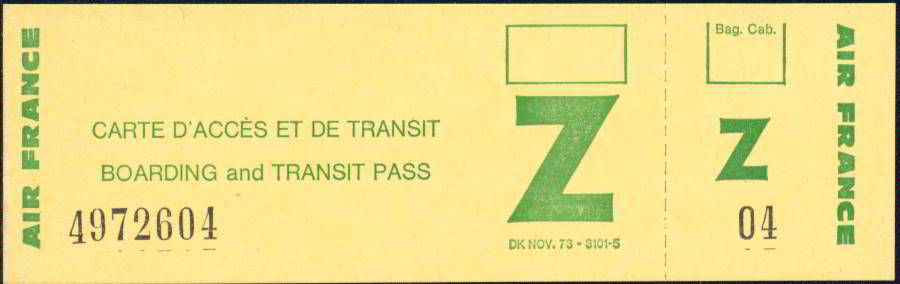 AIR FRANCE
CARTE D'ACCÈS ET DE TRANSIT
BOARDING and TRANSIT PASS
4972604
Z
DK NOV. 73 - 3101-5
Bag. Cab.
Z
04
AIR FRANCE